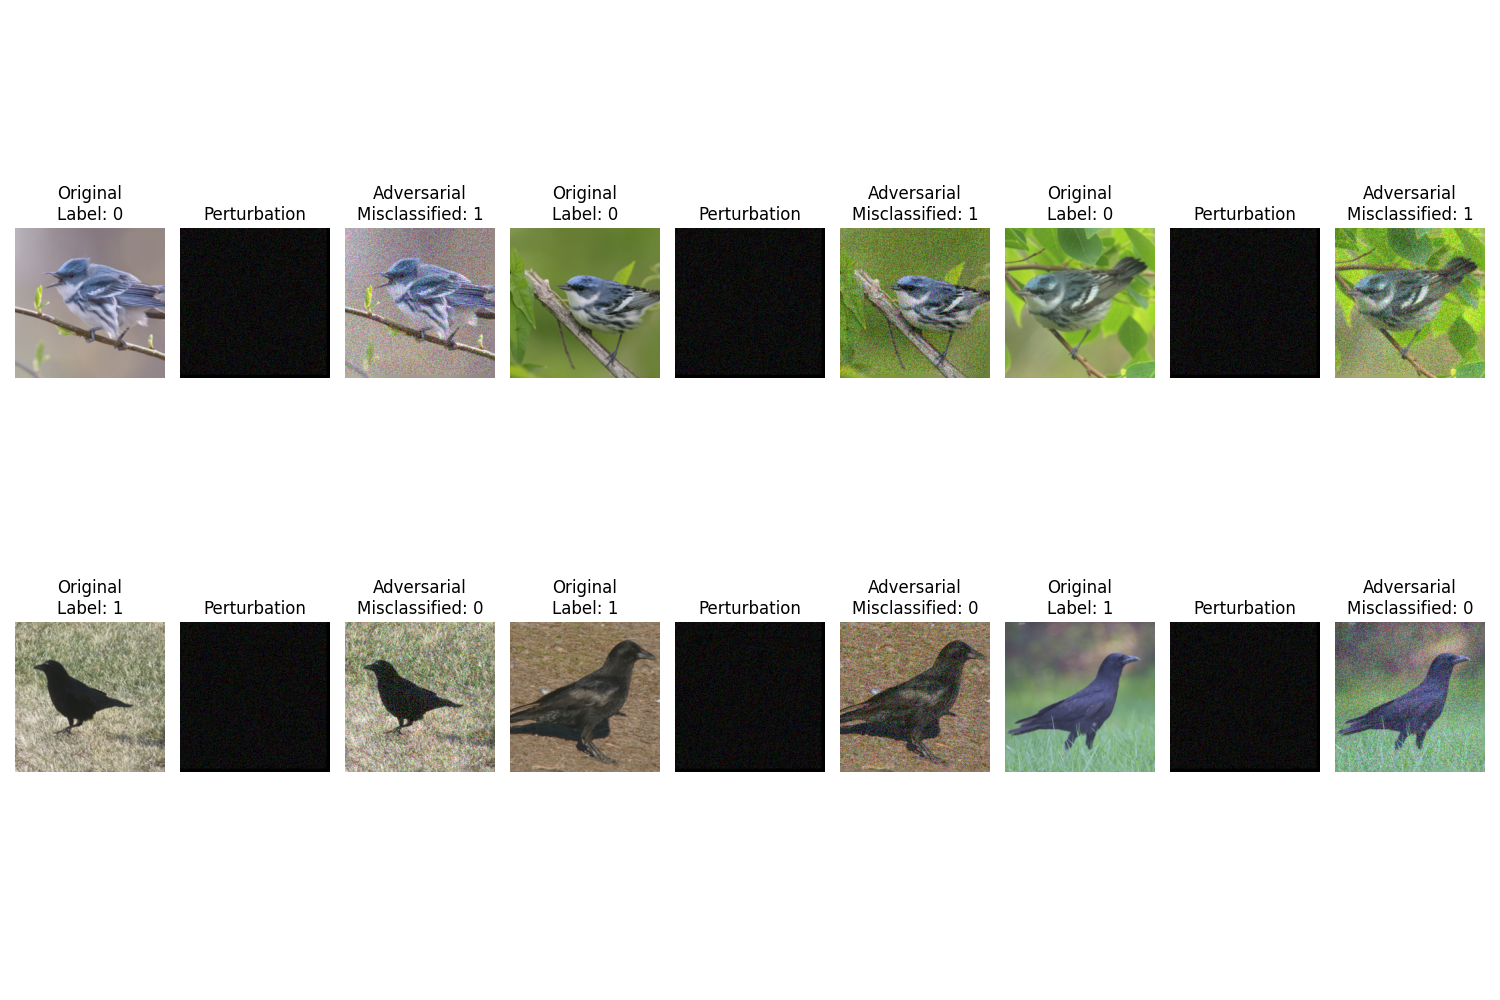 Original
Label: 0
Perturbation
Adversarial
Misclassified: 1
Original
Label: 0
Perturbation
Adversarial
Misclassified: 1
Original
Label: 0
Perturbation
Adversarial
Misclassified: 1
Original
Label: 1
Perturbation
Adversarial
Misclassified: 0
Original
Label: 1
Perturbation
Adversarial
Misclassified: 0
Original
Label: 1
Perturbation
Adversarial
Misclassified: 0